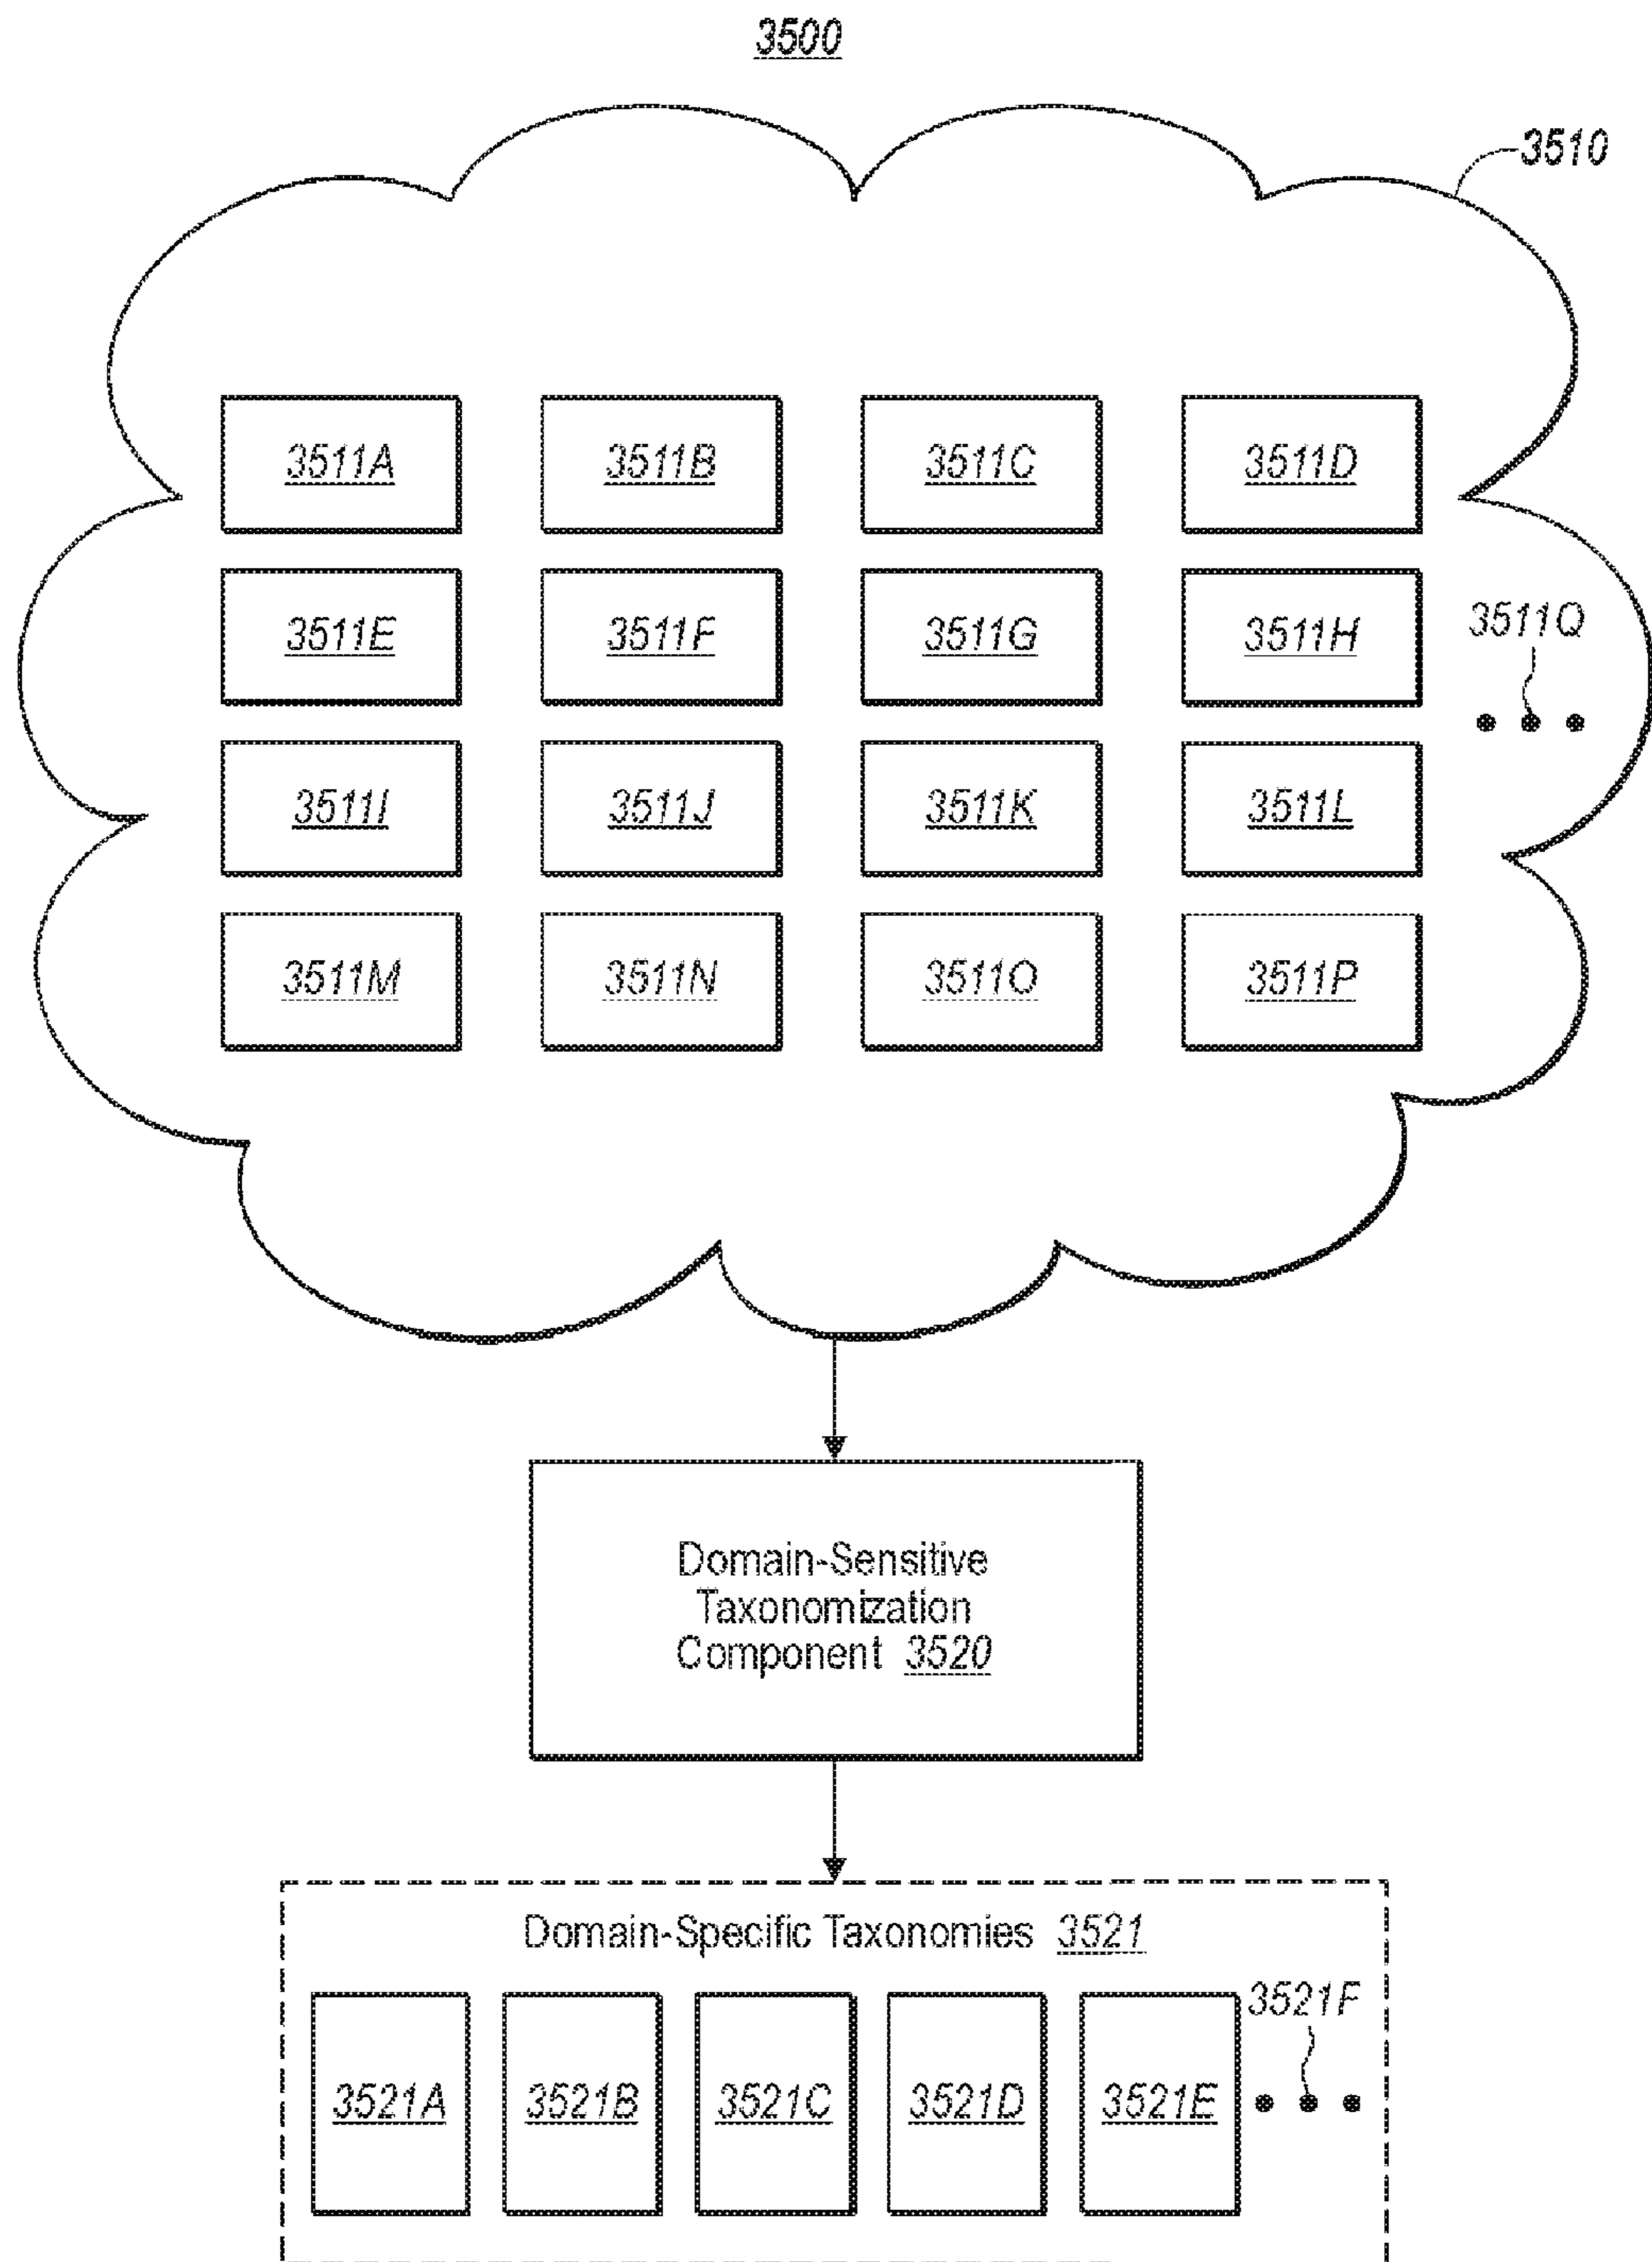 3500
3510
3511A 3511B 3511C 3511D
3511E 3511F 3511G 3511H
3511Q
3511I 3511J 3511K 3511L
3511M 3511N 3511O 3511P
Domain-Sensitive
Taxonomization
Component 3520
Domain-Specific Taxonomies 3521
3521F
3521A 3521B 3521C 3521D 3521E